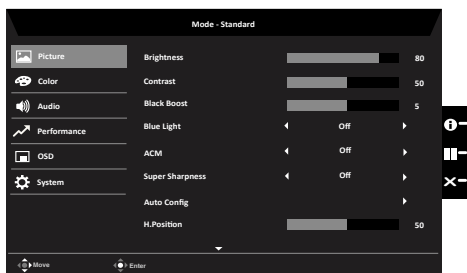 Mode - Standard
Picture
Brightness 80
Color
Contrast 50
Audio
Black Boost 5
Performance
Blue Light Off
OSD
ACM Off
System
Super Sharpness Off
Auto Config
H.Position 50
Move Enter